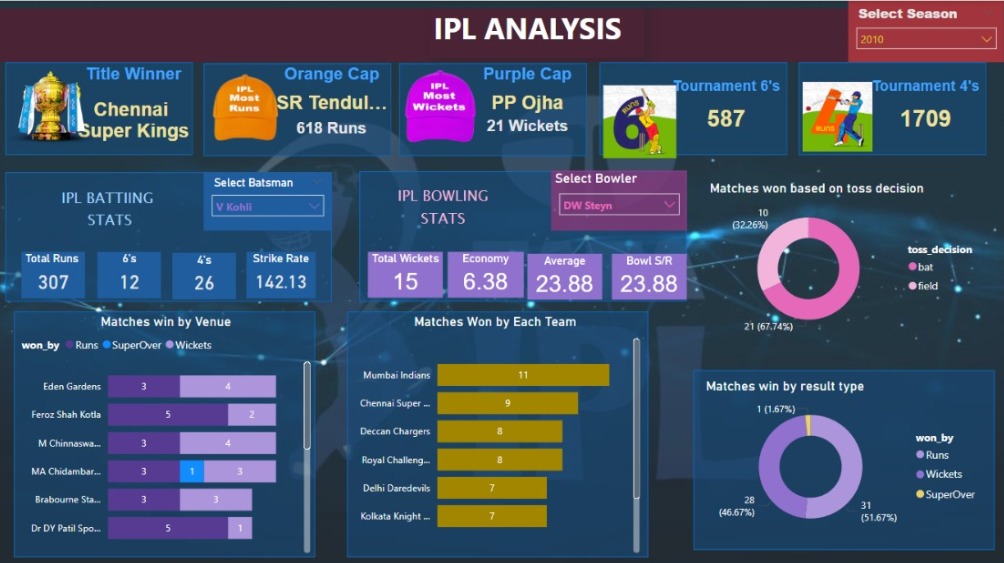 IPL ANALYSIS
Select Season
2010
Title Winner
Chennai
Super Kings
IPL
Most
Runs
Orange Cap
SR Tendul...
618 Runs
IPL
Most
Wickets
Purple Cap
PP Ojha
21 Wickets
6
RUNS
Tournament 6's
587
4
RUNS
Tournament 4's
1709
IPL BATTIING
STATS
Select Batsman
V Kohli
Total Runs
307
6's
12
4's
26
Strike Rate
142.13
IPL BOWLING
STATS
Select Bowler
DW Steyn
Total Wickets
15
Economy
6.38
Average
23.88
Bowl S/R
23.88
Matches won based on toss decision
10
(32.26%)
21 (67.74%)
toss_decision
bat
field
Matches win by Venue
won_by Runs SuperOver Wickets
Eden Gardens 3 4
Feroz Shah Kotla 5 2
M Chinnaswa... 3 4
MA Chidambar... 3 1 3
Brabourne Sta... 3 3
Dr DY Patil Spo... 5 1
Matches Won by Each Team
Mumbai Indians 11
Chennai Super ... 9
Deccan Chargers 8
Royal Challeng... 8
Delhi Daredevils 7
Kolkata Knight ... 7
Matches win by result type
1 (1.67%)
28
(46.67%)
31
(51.67%)
won_by
Runs
Wickets
SuperOver
IPL